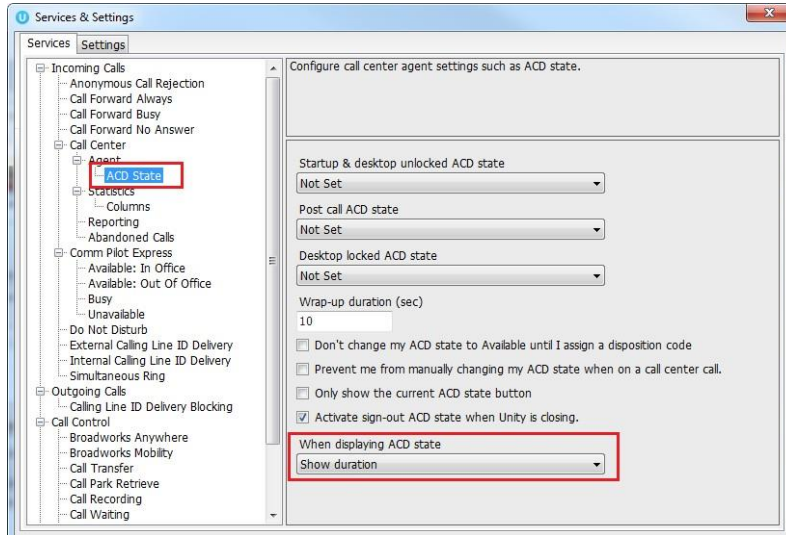 Services & Settings
Services
Settings
Incoming Calls
Anonymous Call Rejection
Call Forward Always
Call Forward Busy
Call Forward No Answer
Call Center
Agent
ACD State
Statistics
Columns
Reporting
Abandoned Calls
Comm Pilot Express
Available: In Office
Available: Out Of Office
Busy
Unavailable
Do Not Disturb
External Calling Line ID Delivery
Internal Calling Line ID Delivery
Simultaneous Ring
Outgoing Calls
Calling Line ID Delivery Blocking
Call Control
Broadworks Anywhere
Broadworks Mobility
Call Transfer
Call Park Retrieve
Call Recording
Call Waiting
Configure call center agent settings such as ACD state.
Startup & desktop unlocked ACD state
Not Set
Post call ACD state
Not Set
Desktop locked ACD state
Not Set
Wrap-up duration (sec)
10
Don't change my ACD state to Available until I assign a disposition code
Prevent me from manually changing my ACD state when on a call center call.
Only show the current ACD state button
Activate sign-out ACD state when Unity is closing.
When displaying ACD state
Show duration